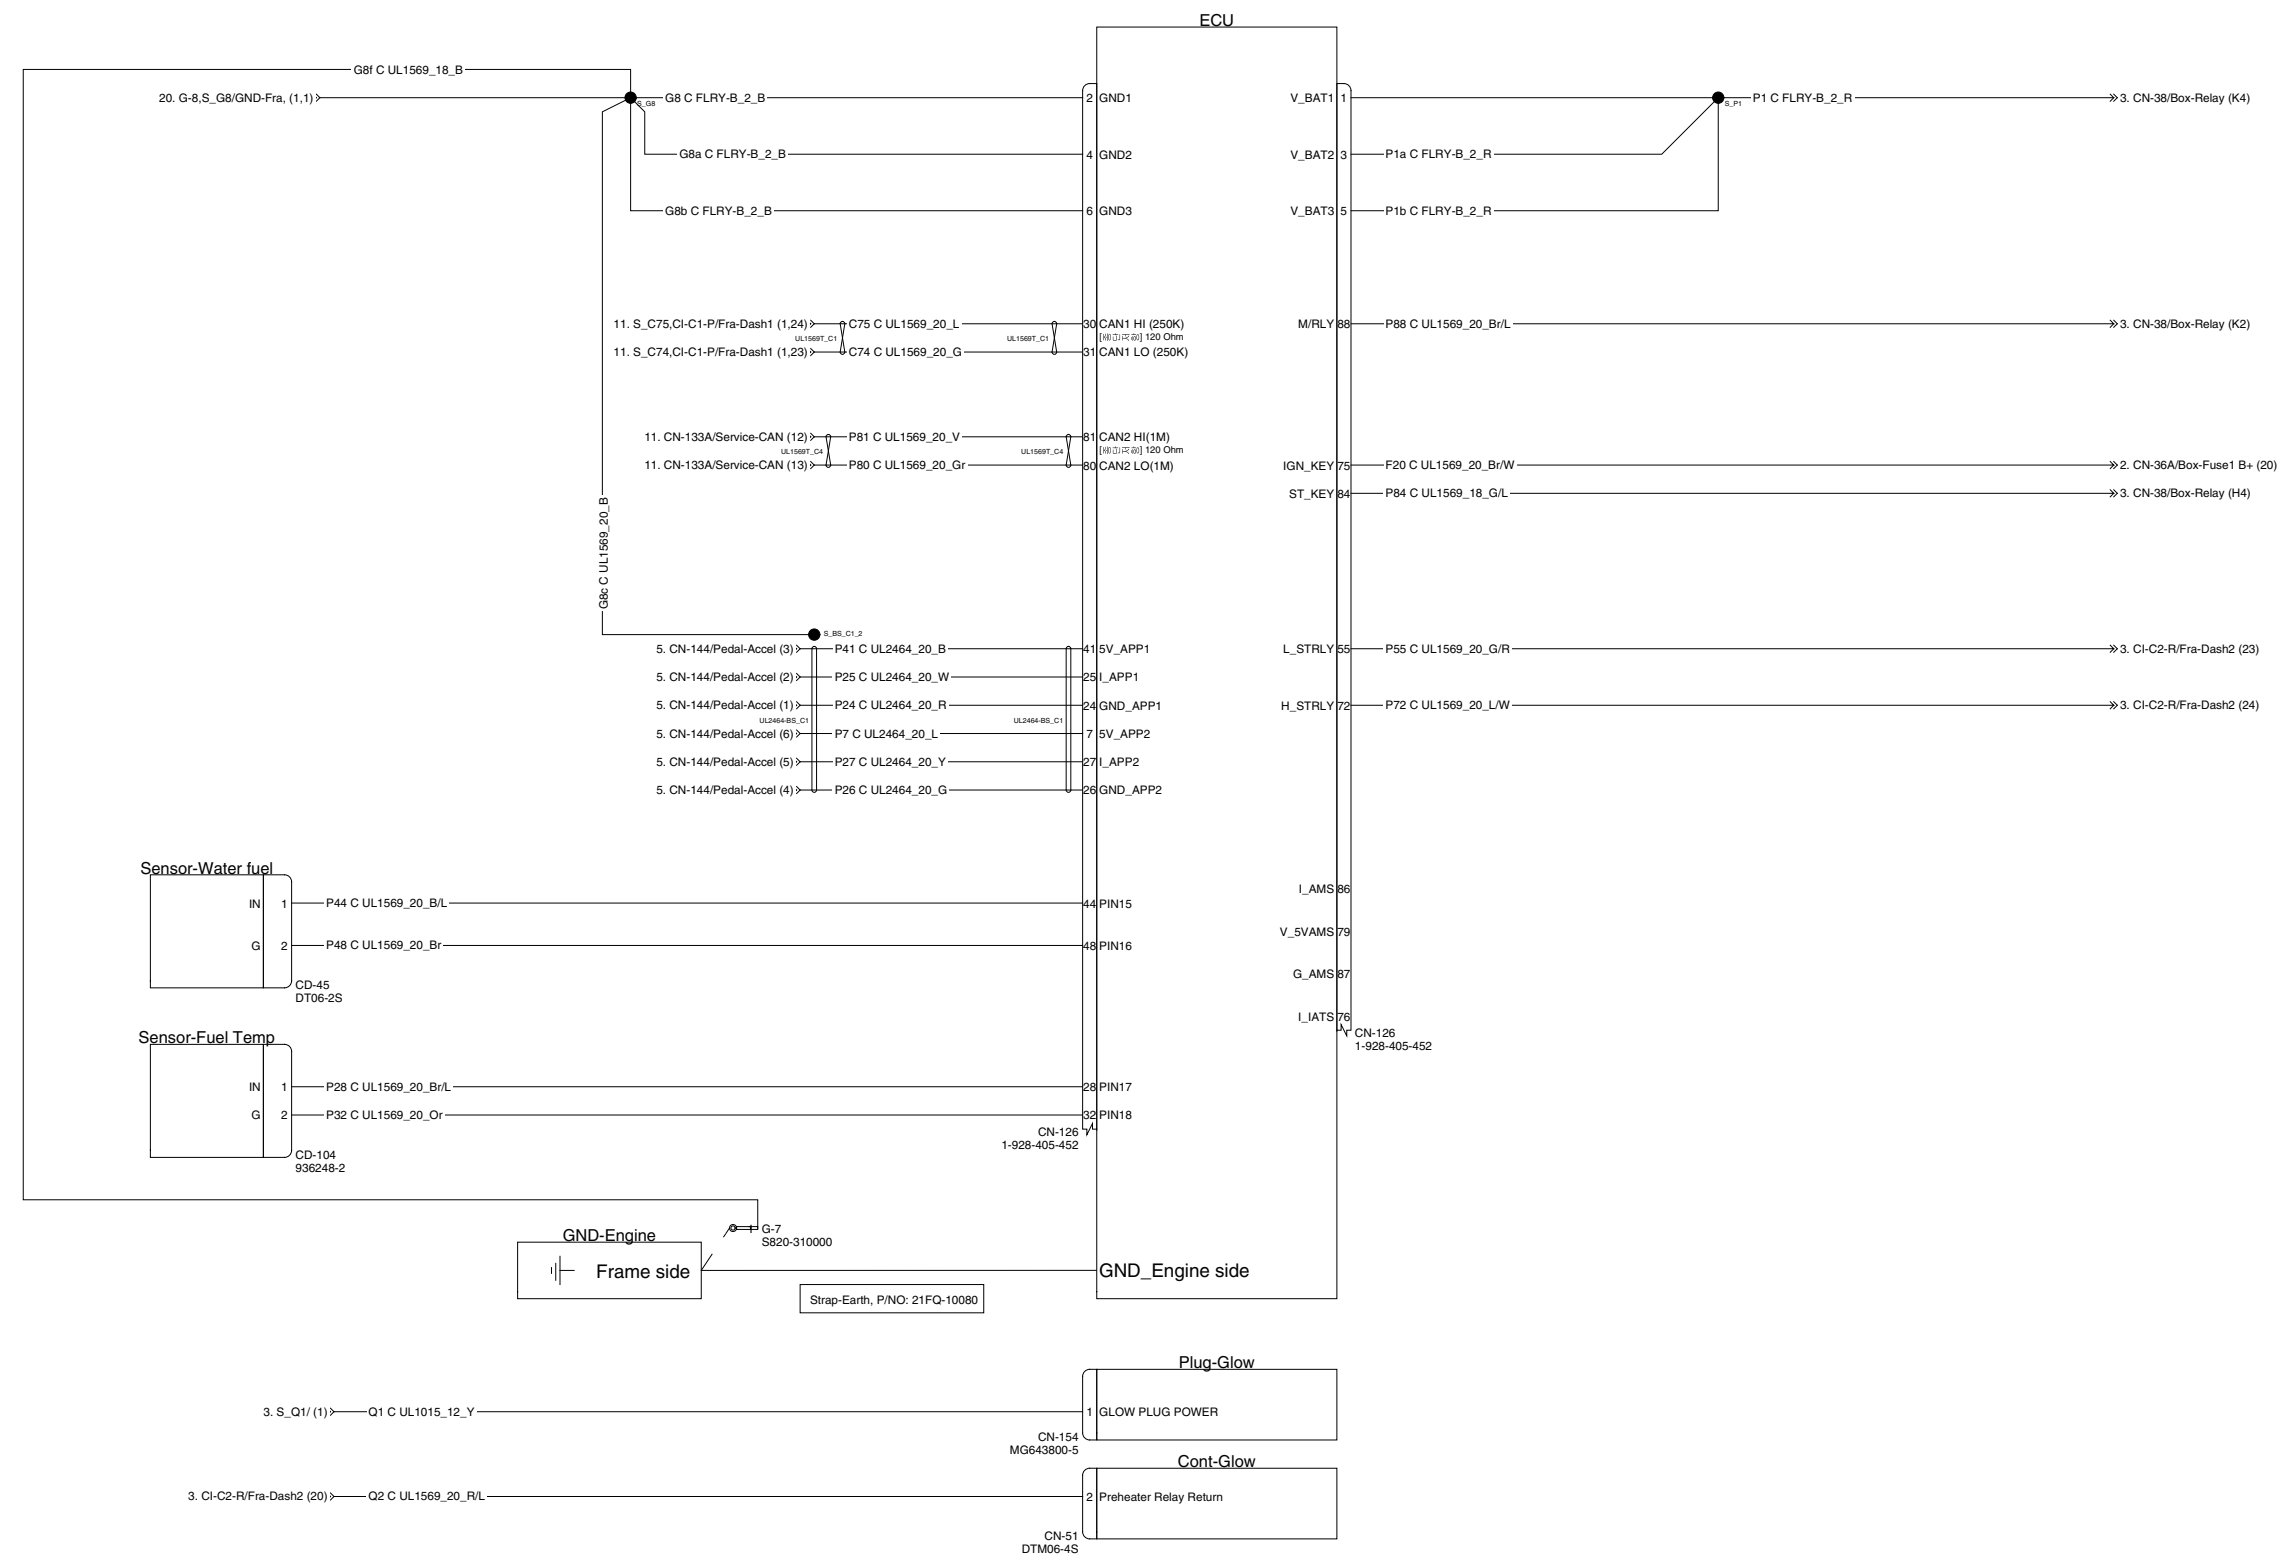 ECU
G8f C UL1569_18_B
20. G-8,S_G8/GND-Fra, (1,1)
S_G8
G8 C FLRY-B_2_B
2 GND1
V_BAT1 1
S_P1
P1 C FLRY-B_2_R
3. CN-38/Box-Relay (K4)
G8a C FLRY-B_2_B
4 GND2
V_BAT2 3
P1a C FLRY-B_2_R
G8b C FLRY-B_2_B
6 GND3
V_BAT3 5
P1b C FLRY-B_2_R
11. S_C75,CI-C1-P/Fra-Dash1 (1,24)
C75 C UL1569_20_L
30 CAN1 HI (250K)
M/RLY 88
P88 C UL1569_20_Br/L
3. CN-38/Box-Relay (K2)
UL1569T_C1
UL1569T_C1
120 Ohm
11. S_C74,CI-C1-P/Fra-Dash1 (1,23)
C74 C UL1569_20_G
31 CAN1 LO (250K)
11. CN-133A/Service-CAN (12)
P81 C UL1569_20_V
81 CAN2 HI(1M)
UL1569T_C4
UL1569T_C4
120 Ohm
11. CN-133A/Service-CAN (13)
P80 C UL1569_20_Gr
80 CAN2 LO(1M)
IGN_KEY 75
F20 C UL1569_20_Br/W
2. CN-36A/Box-Fuse1 B+ (20)
ST_KEY 84
P84 C UL1569_18_G/L
3. CN-38/Box-Relay (H4)
G8c C UL1569_20_B
S_BS_C1_2
5. CN-144/Pedal-Accel (3)
P41 C UL2464_20_B
41 5V_APP1
L_STRLY 55
P55 C UL1569_20_G/R
3. CI-C2-R/Fra-Dash2 (23)
5. CN-144/Pedal-Accel (2)
P25 C UL2464_20_W
25 I_APP1
5. CN-144/Pedal-Accel (1)
P24 C UL2464_20_R
24 GND_APP1
H_STRLY 72
P72 C UL1569_20_L/W
3. CI-C2-R/Fra-Dash2 (24)
UL2464-BS_C1
UL2464-BS_C1
5. CN-144/Pedal-Accel (6)
P7 C UL2464_20_L
7 5V_APP2
5. CN-144/Pedal-Accel (5)
P27 C UL2464_20_Y
27 I_APP2
5. CN-144/Pedal-Accel (4)
P26 C UL2464_20_G
26 GND_APP2
Sensor-Water fuel
IN 1
P44 C UL1569_20_B/L
44 PIN15
I_AMS 86
V_5VAMS 79
G 2
P48 C UL1569_20_Br
48 PIN16
G_AMS 87
CD-45
DT06-2S
I_IATS 76
CN-126
1-928-405-452
Sensor-Fuel Temp
IN 1
P28 C UL1569_20_Br/L
28 PIN17
G 2
P32 C UL1569_20_Or
32 PIN18
CN-126
1-928-405-452
CD-104
936248-2
G-7
S820-310000
GND-Engine
Frame side
GND_Engine side
Strap-Earth, P/NO: 21FQ-10080
Plug-Glow
3. S_Q1/ (1)
Q1 C UL1015_12_Y
1 GLOW PLUG POWER
CN-154
MG643800-5
Cont-Glow
3. CI-C2-R/Fra-Dash2 (20)
Q2 C UL1569_20_R/L
2 Preheater Relay Return
CN-51
DTM06-4S